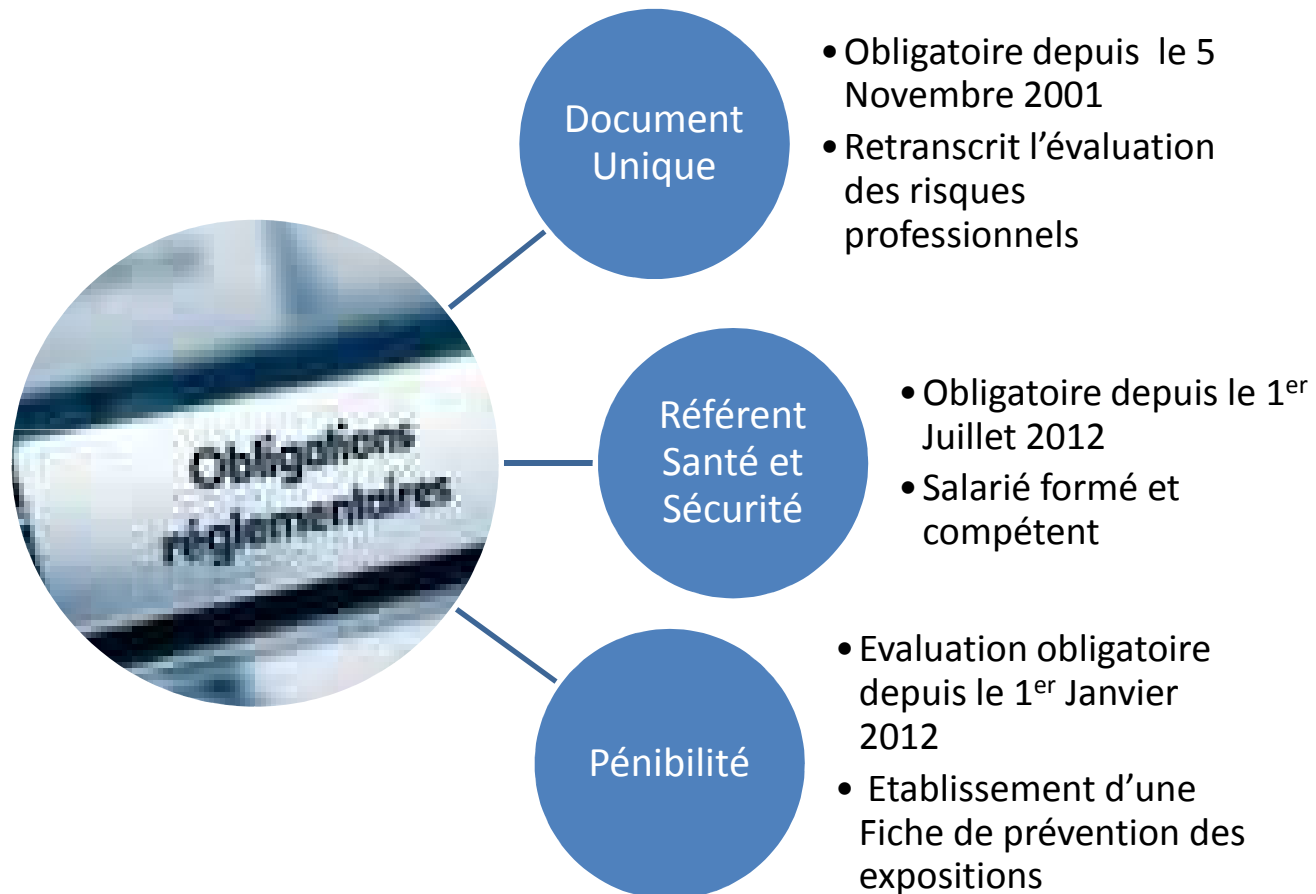 Obligations
réglementaires
Document
Unique
• Obligatoire depuis le 5
Novembre 2001
• Retranscrit l’évaluation
des risques
professionnels
Référent
Santé et
Sécurité
• Obligatoire depuis le 1er
Juillet 2012
• Salarié formé et
compétent
Pénibilité
• Evaluation obligatoire
depuis le 1er Janvier
2012
• Etablissement d’une
Fiche de prévention des
expositions